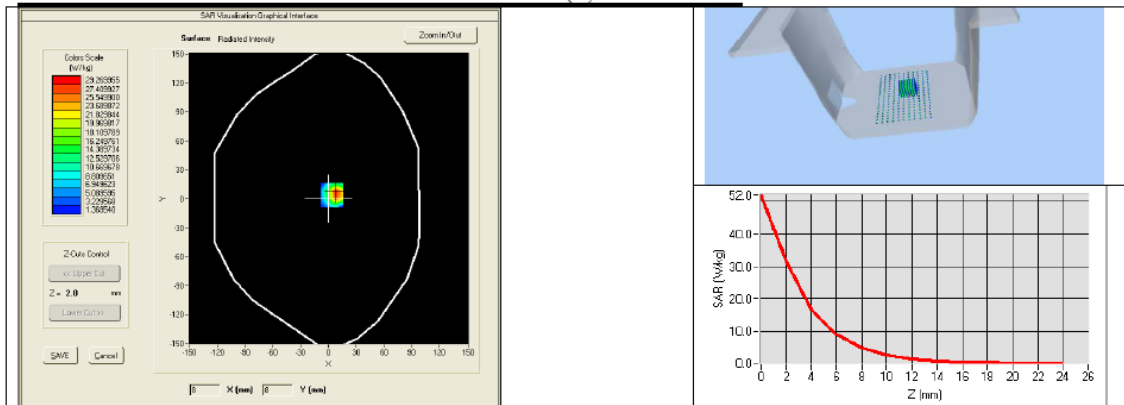 SAR Visualisation Graphical Interface
Surface Radiated Intensity
Zoom In/Out
Colors Scale
(W/kg)
29.269955
27.409927
25.549900
23.689872
21.829844
19.969817
18.109789
16.249761
14.389734
12.529706
10.669678
8.809651
6.949623
5.089595
3.229568
1.369540
Z-Cuts Control
<< Upper Cut
Z = 2.0 mm
Lower Cut >>
SAVE Cancel
150
120
90
60
30
0
-30
-60
-90
-120
-150
Y
-150 -120 -90 -60 -30 0 30 60 90 120 150
X
8 X (mm) 8 Y (mm)
52.0
40.0
30.0
20.0
10.0
0.0
SAR (W/kg)
0 2 4 6 8 10 12 14 16 18 20 22 24 26
Z (mm)